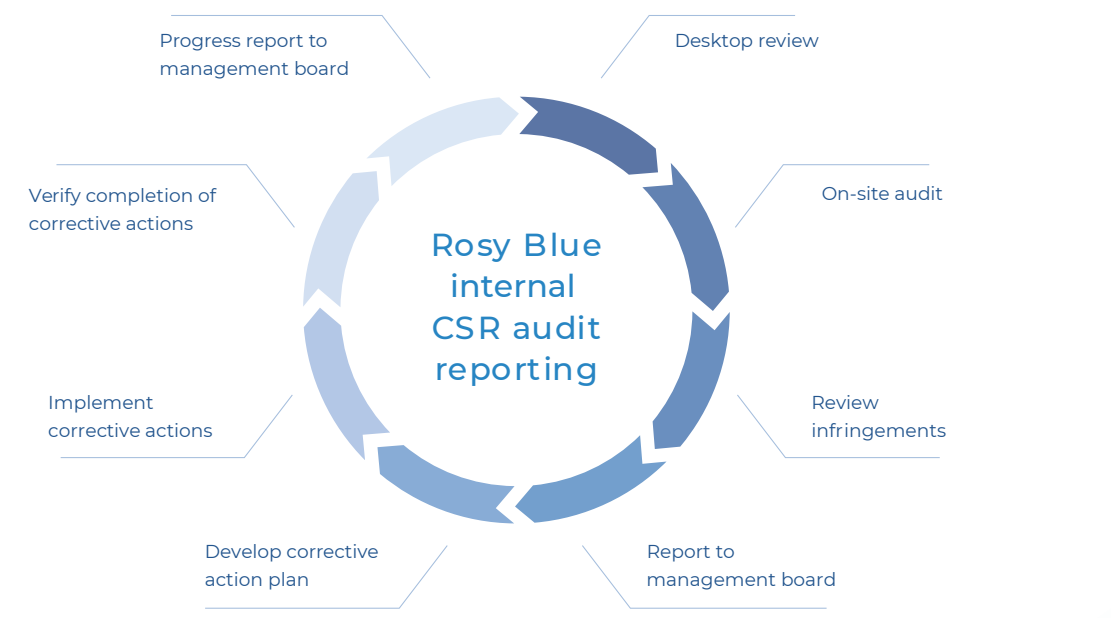 Progress report to
management board
Desktop review
Verify completion of
corrective actions
On-site audit
Rosy Blue
internal
CSR audit
reporting
Implement
corrective actions
Review
infringements
Develop corrective
action plan
Report to
management board